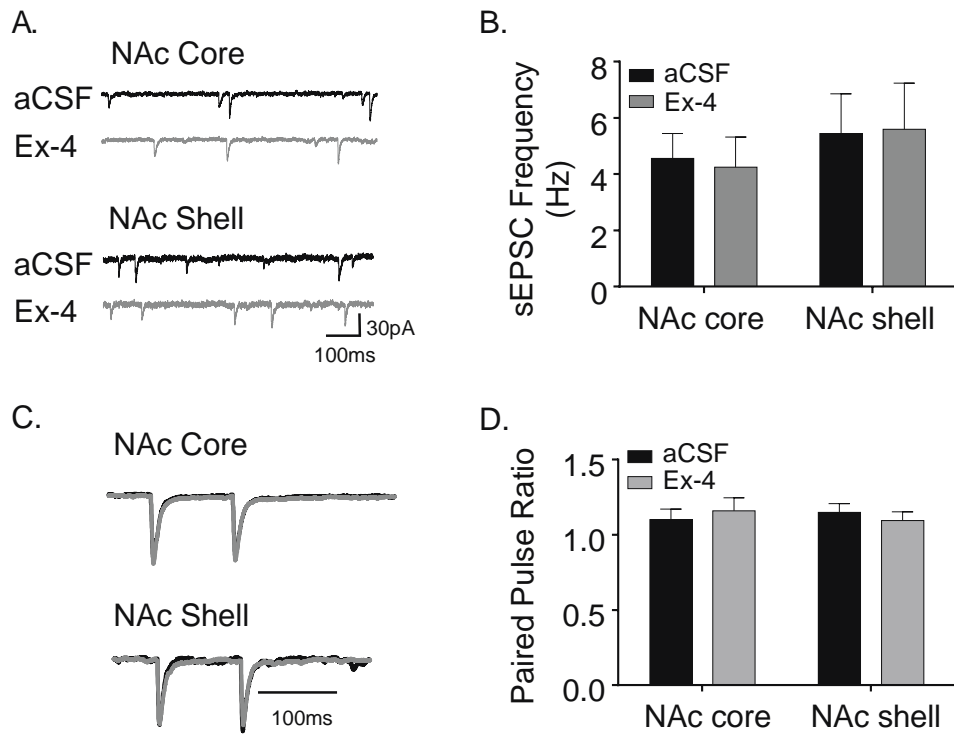 A.
NAc Core
aCSF
Ex-4
NAc Shell
aCSF
Ex-4
30pA
100ms
B.
sEPSC Frequency
(Hz)
8
6
4
2
0
aCSF
Ex-4
NAc core
NAc shell
C.
NAc Core
NAc Shell
100ms
D.
Paired Pulse Ratio
1.5
1.0
0.5
0.0
aCSF
Ex-4
NAc core
NAc shell